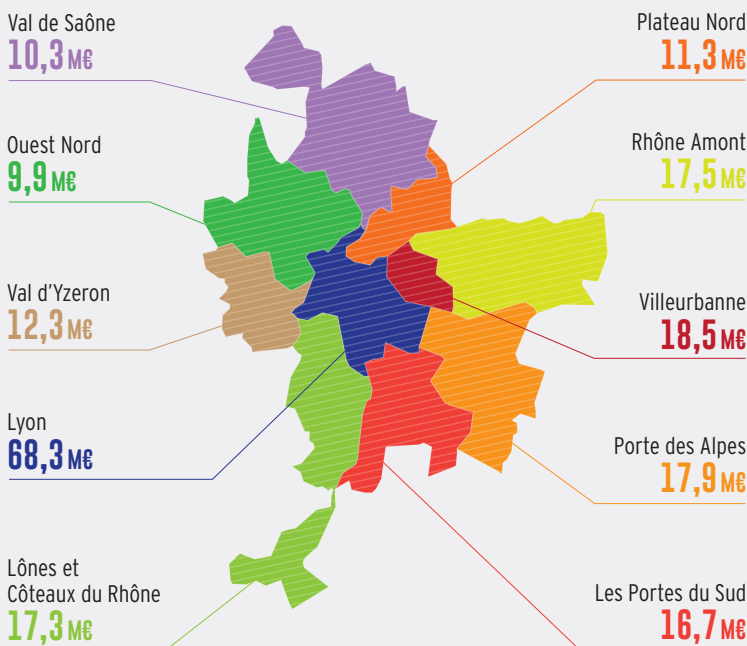 Val de Saône
10,3 M€
Plateau Nord
11,3 M€
Ouest Nord
9,9 M€
Rhône Amont
17,5 M€
Val d'Yzeron
12,3 M€
Villeurbanne
18,5 M€
Lyon
68,3 M€
Porte des Alpes
17,9 M€
Lônes et
Côteaux du Rhône
17,3 M€
Les Portes du Sud
16,7 M€